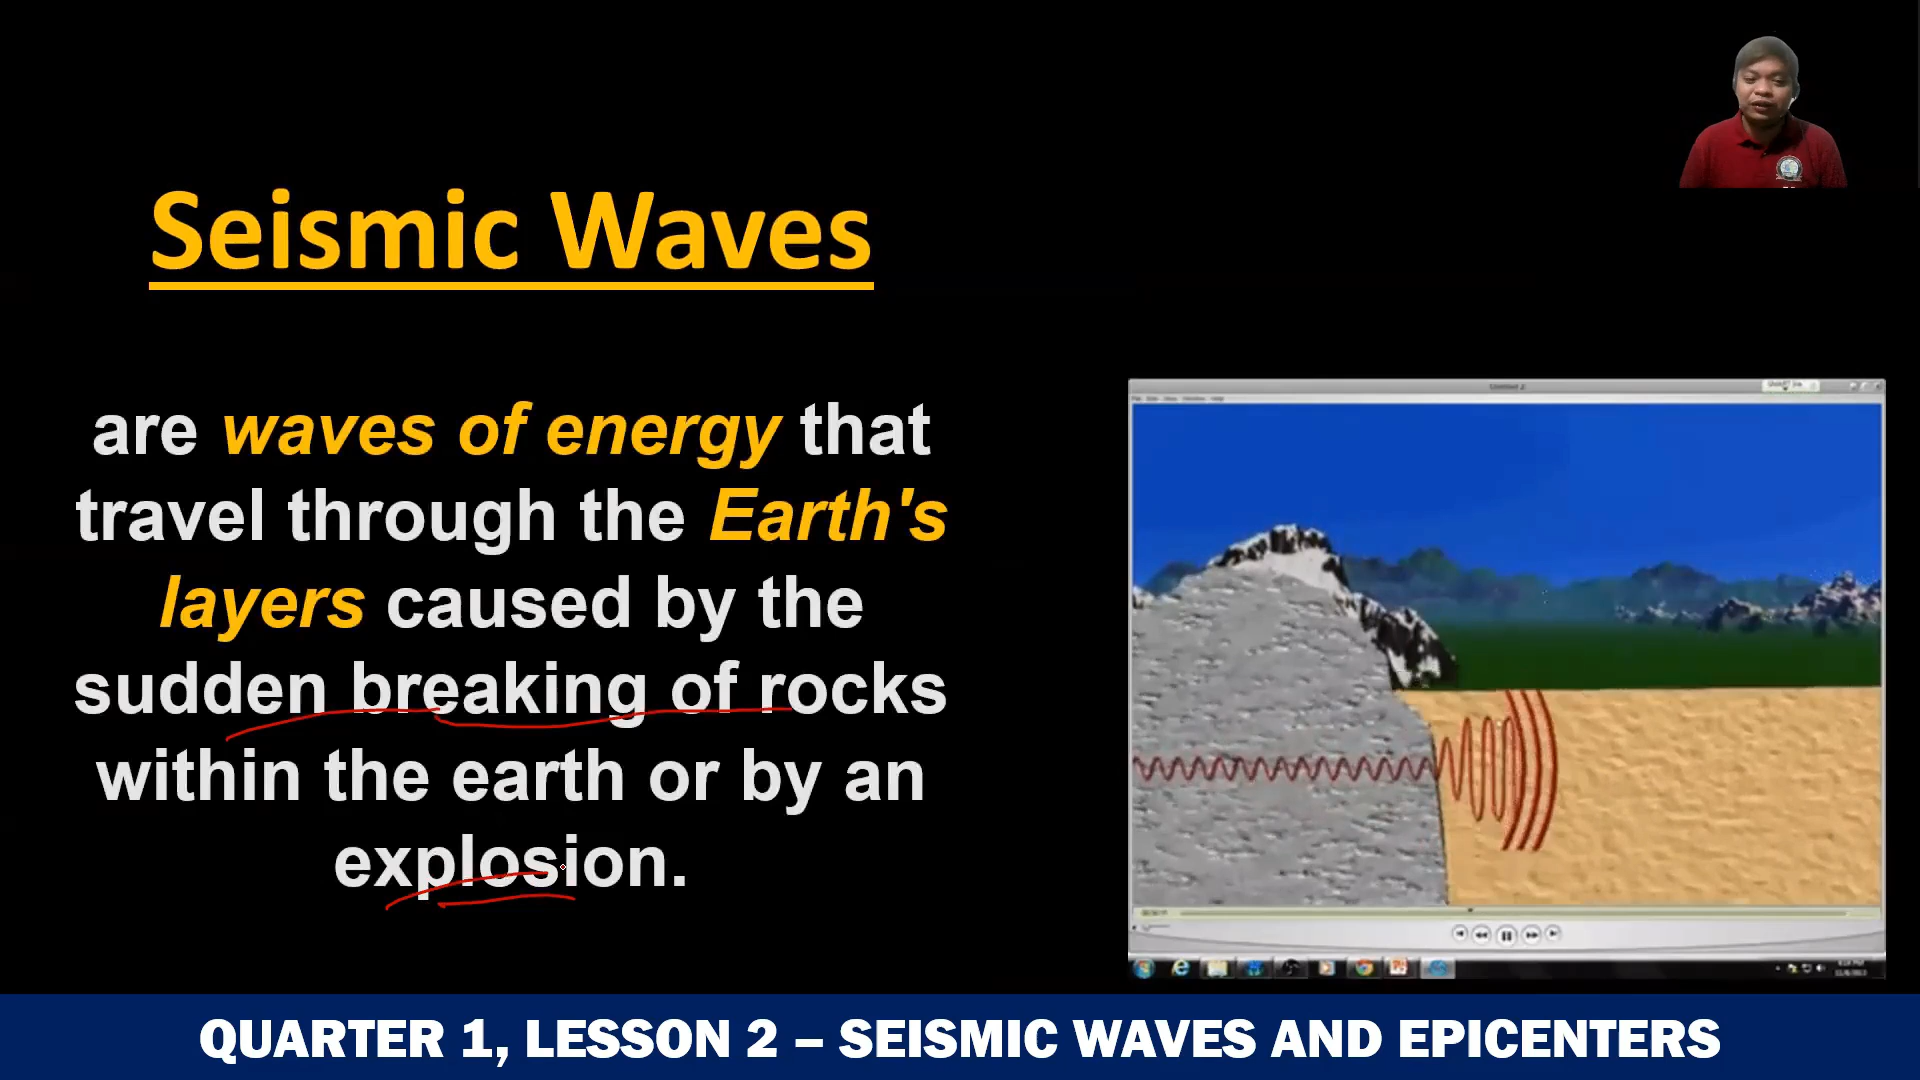 Seismic Waves
are waves of energy that
travel through the Earth's
layers caused by the
sudden breaking of rocks
within the earth or by an
explosion.
QUARTER 1, LESSON 2 – SEISMIC WAVES AND EPICENTERS